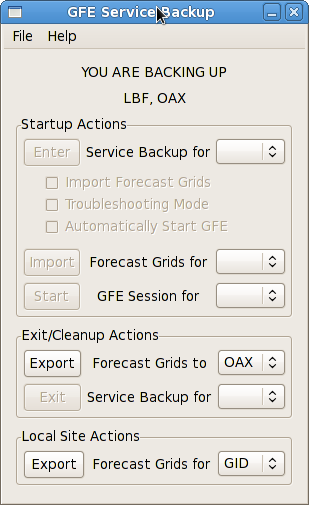 GFE Service Backup
File Help
YOU ARE BACKING UP
LBF, OAX
Startup Actions
Enter Service Backup for
Import Forecast Grids
Troubleshooting Mode
Automatically Start GFE
Import Forecast Grids for
Start GFE Session for
Exit/Cleanup Actions
Export Forecast Grids to OAX
Exit Service Backup for
Local Site Actions
Export Forecast Grids for GID